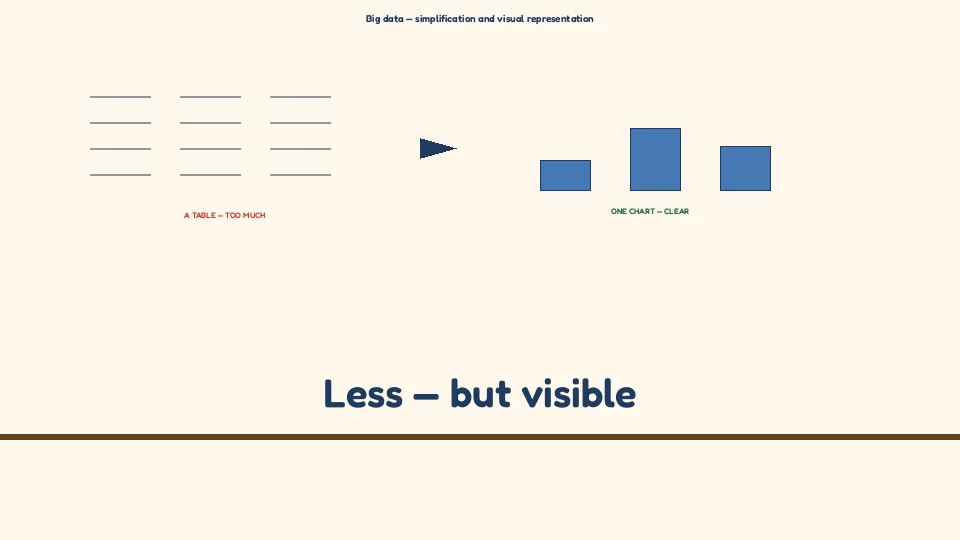 Big data — simplification and visual representation
A TABLE — TOO MUCH
ONE CHART — CLEAR
Less — but visible